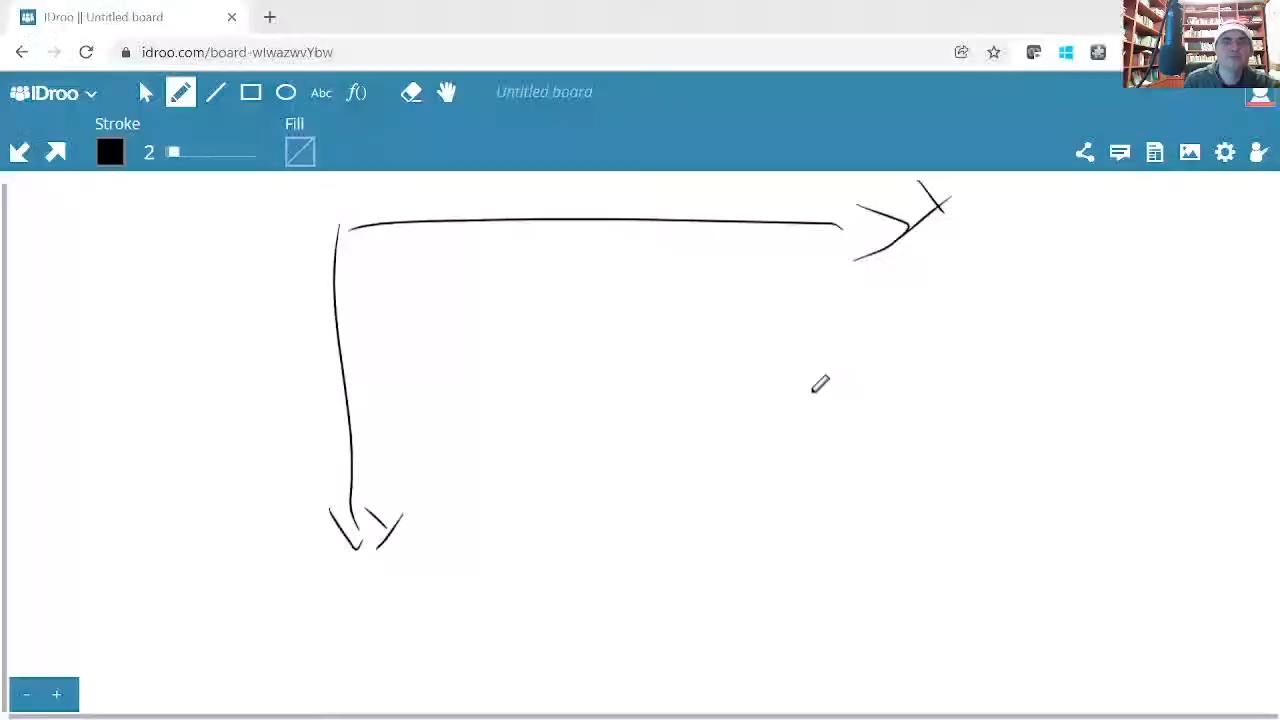 IDroo || Untitled board
idroo.com/board-wIwazwvYbw
IDroo
Abc
f()
Untitled board
Stroke
Fill
2
x
y
- +